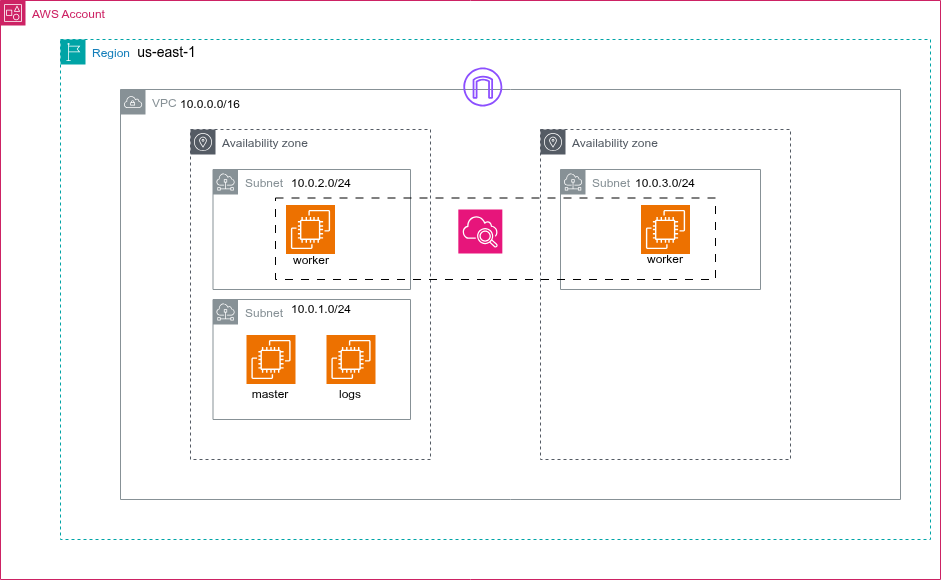 AWS Account
Region us-east-1
VPC 10.0.0.0/16
Availability zone
Subnet 10.0.2.0/24
worker
Subnet 10.0.1.0/24
master
logs
Availability zone
Subnet 10.0.3.0/24
worker